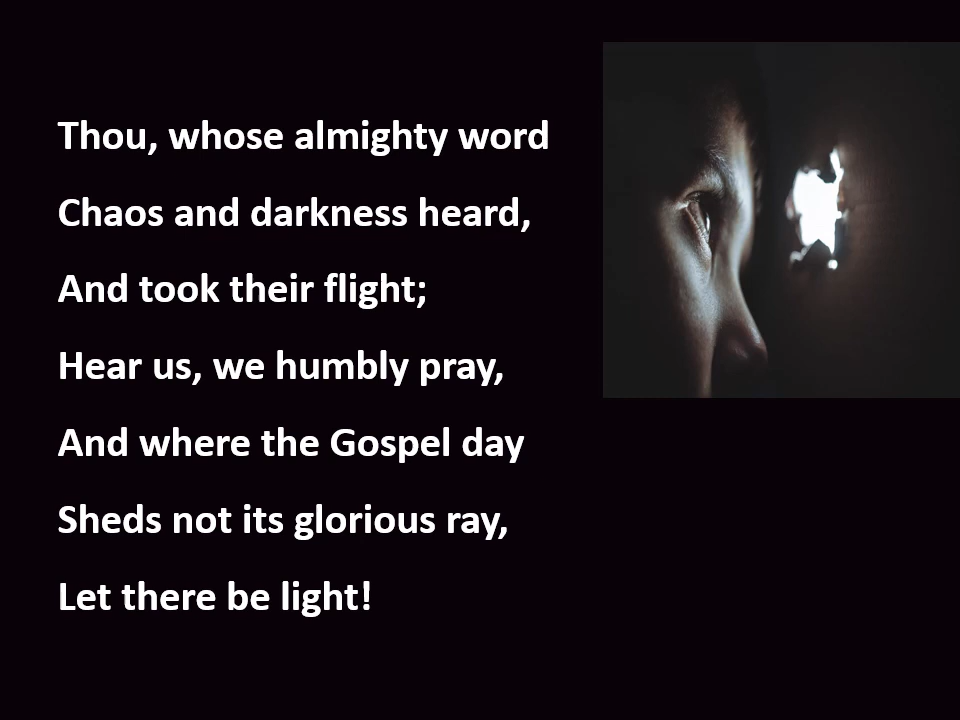 Thou, whose almighty word
Chaos and darkness heard,
And took their flight;
Hear us, we humbly pray,
And where the Gospel day
Sheds not its glorious ray,
Let there be light!